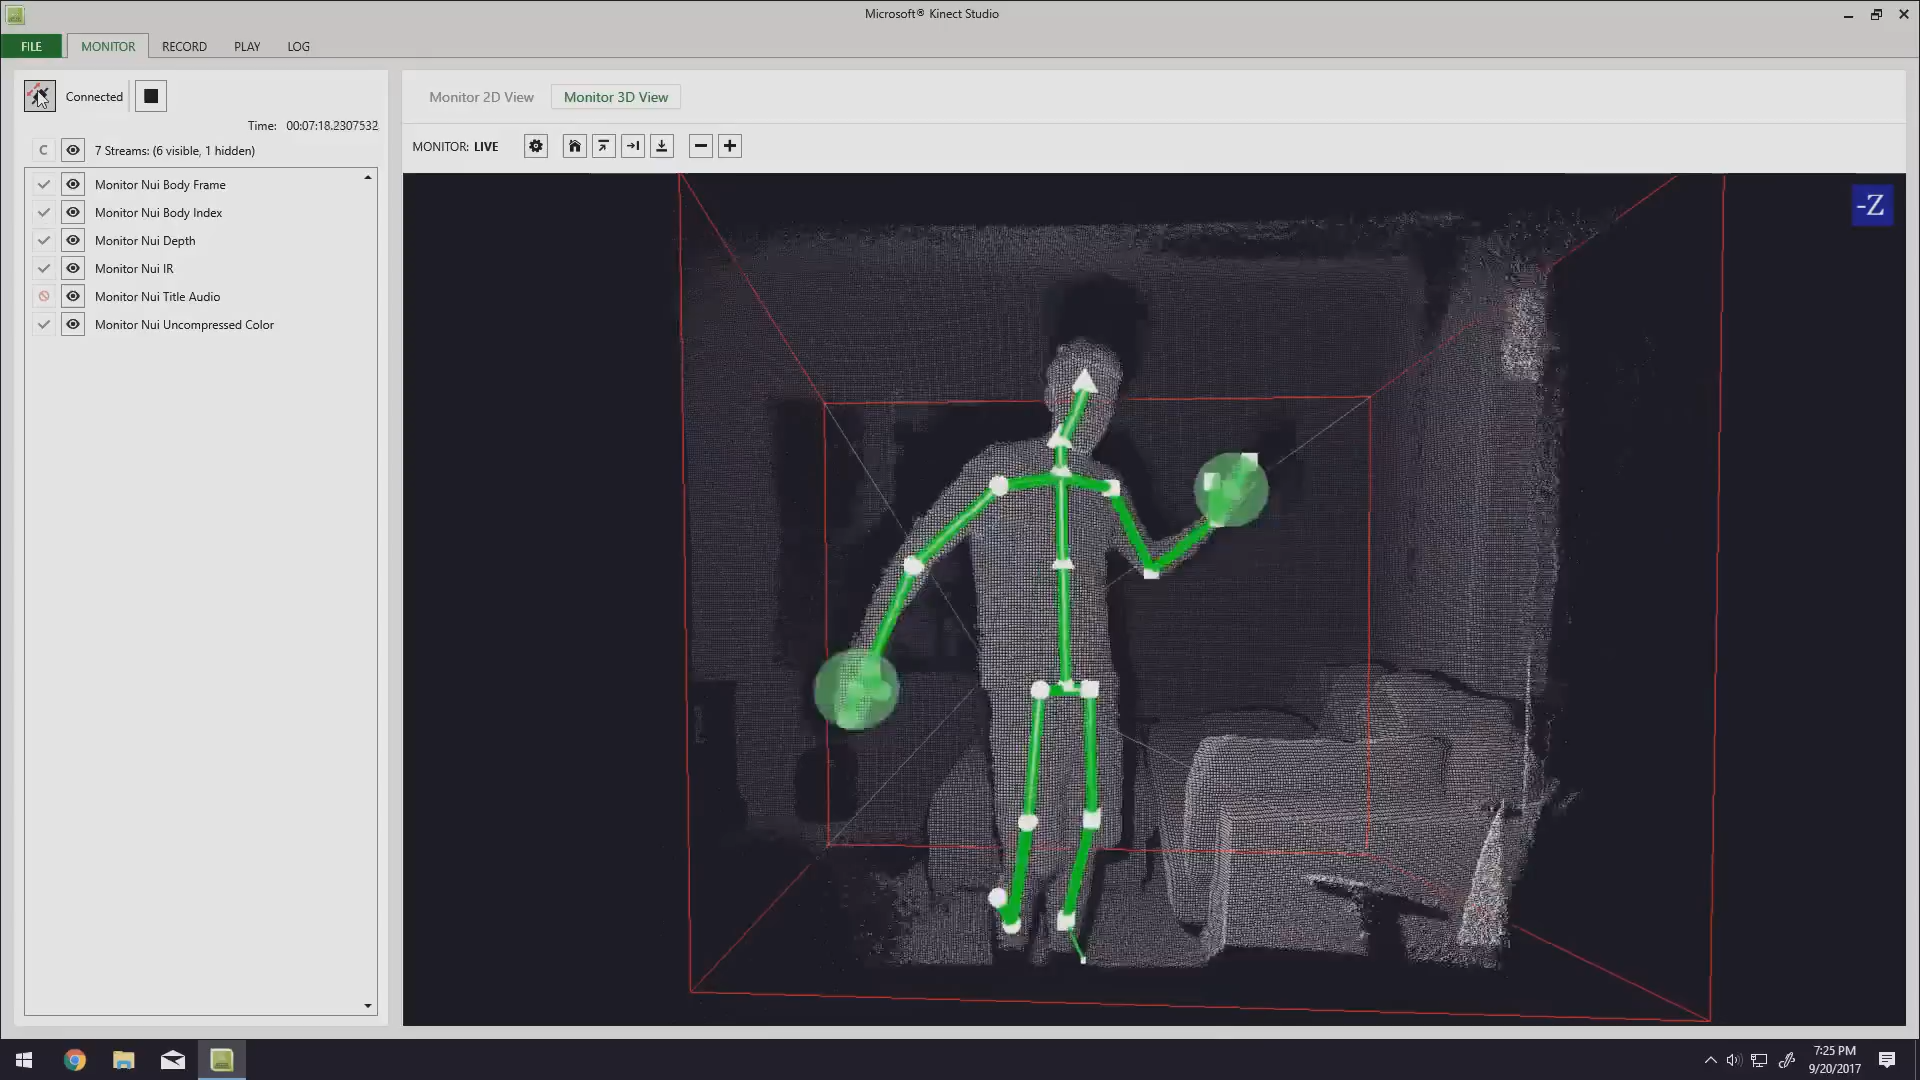 Microsoft® Kinect Studio
FILE
MONITOR
RECORD
PLAY
LOG
Connected
Time: 00:07:18.2307532
C
7 Streams: (6 visible, 1 hidden)
Monitor Nui Body Frame
Monitor Nui Body Index
Monitor Nui Depth
Monitor Nui IR
Monitor Nui Title Audio
Monitor Nui Uncompressed Color
Monitor 2D View
Monitor 3D View
MONITOR: LIVE
-Z
7:25 PM
9/20/2017